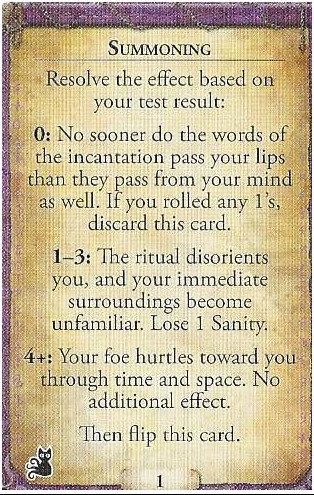 SUMMONING
Resolve the effect based on
your test result:
0: No sooner do the words of
the incantation pass your lips
than they pass from your mind
as well. If you rolled any 1's,
discard this card.
1–3: The ritual disorients
you, and your immediate
surroundings become
unfamiliar. Lose 1 Sanity.
4+: Your foe hurtles toward you
through time and space. No
additional effect.
Then flip this card.
1